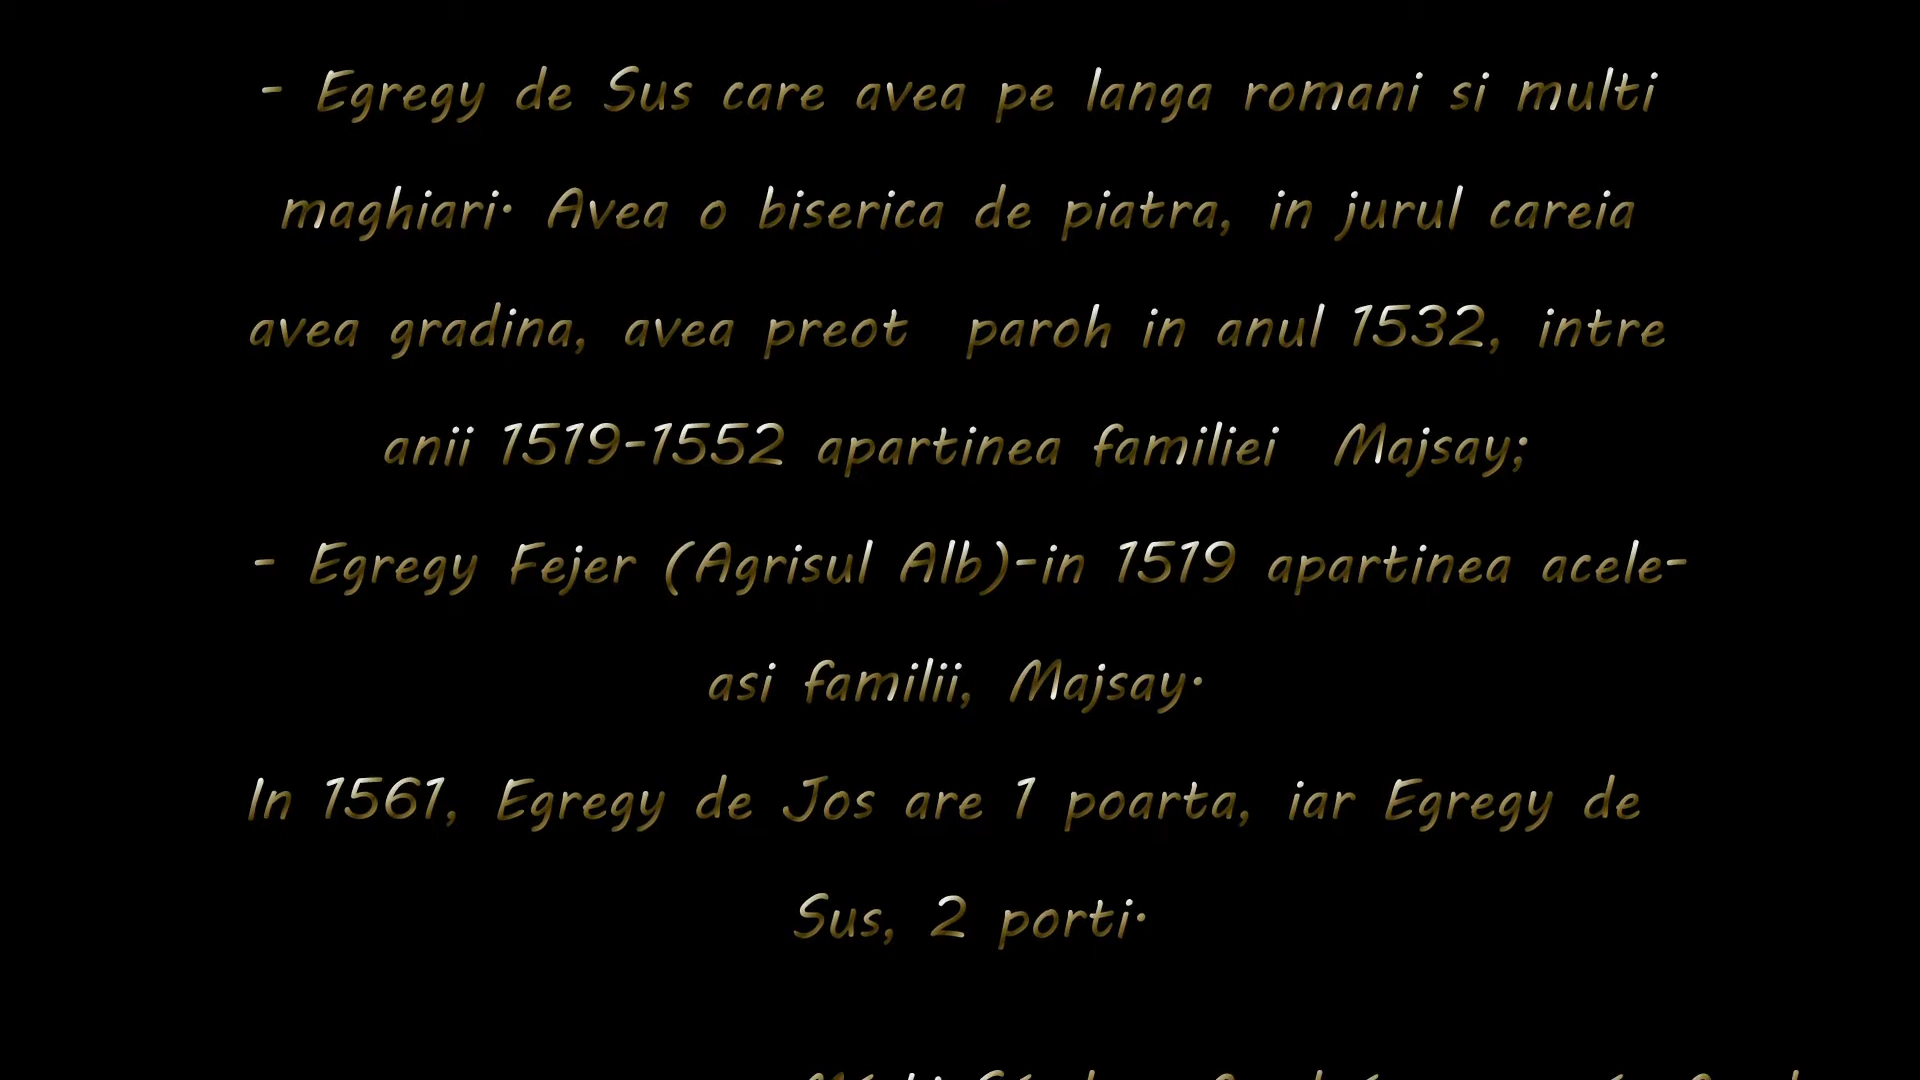 - Egregy de Sus care avea pe langa romani si multi
maghiari. Avea o biserica de piatra, in jurul careia
avea gradina, avea preot paroh in anul 1532, intre
anii 1519-1552 apartinea familiei Majsay;
- Egregy Fejer (Agrisul Alb)-in 1519 apartinea acele-
asi familii, Majsay.
In 1561, Egregy de Jos are 1 poarta, iar Egregy de
Sus, 2 porti.